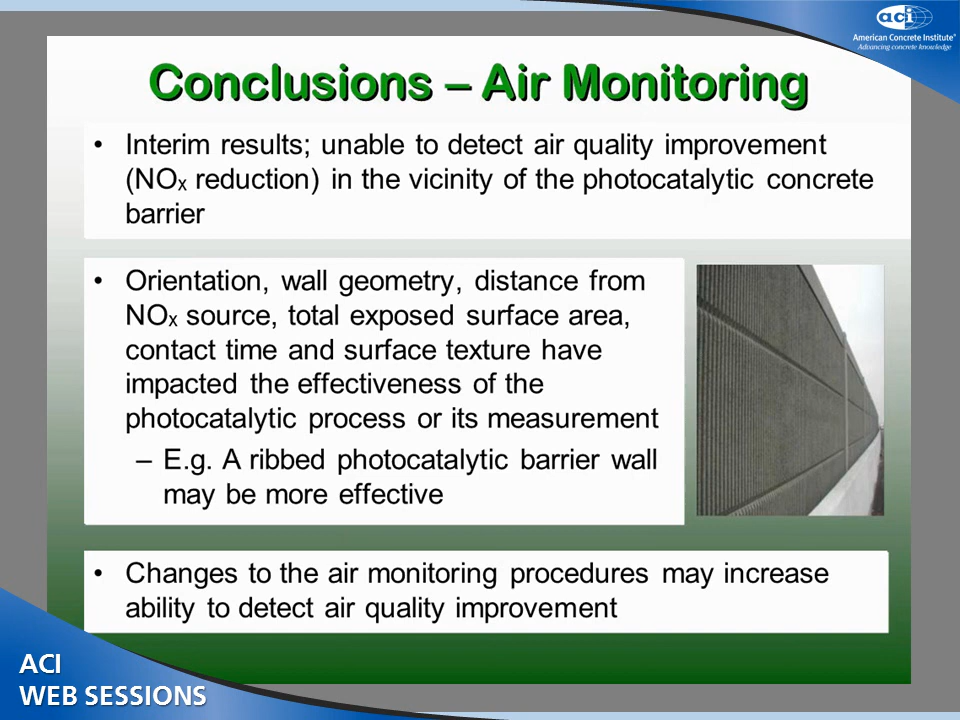 aci
American Concrete Institute®
Advancing concrete knowledge
Conclusions – Air Monitoring
• Interim results; unable to detect air quality improvement
(NOx reduction) in the vicinity of the photocatalytic concrete
barrier
• Orientation, wall geometry, distance from
NOx source, total exposed surface area,
contact time and surface texture have
impacted the effectiveness of the
photocatalytic process or its measurement
– E.g. A ribbed photocatalytic barrier wall
may be more effective
• Changes to the air monitoring procedures may increase
ability to detect air quality improvement
ACI
WEB SESSIONS